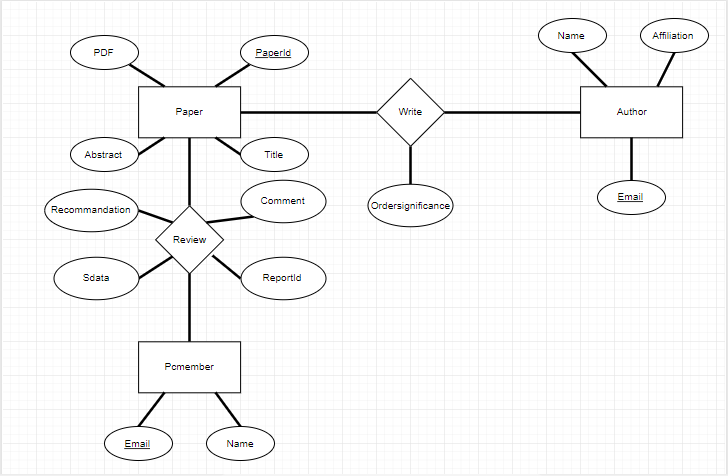 Name
Affiliation
PDF
PaperId
Paper
Write
Author
Abstract
Title
Email
Recommandation
Comment
Ordersignificance
Review
Sdata
ReportId
Pcmember
Email
Name